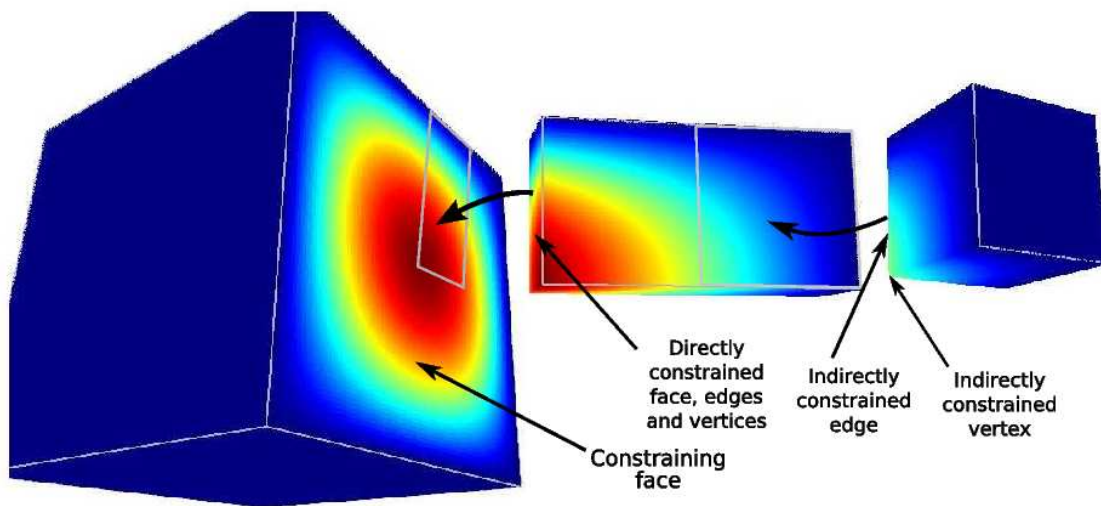 Directly
constrained
face, edges
and vertices
Indirectly
constrained
edge
Indirectly
constrained
vertex
Constraining
face